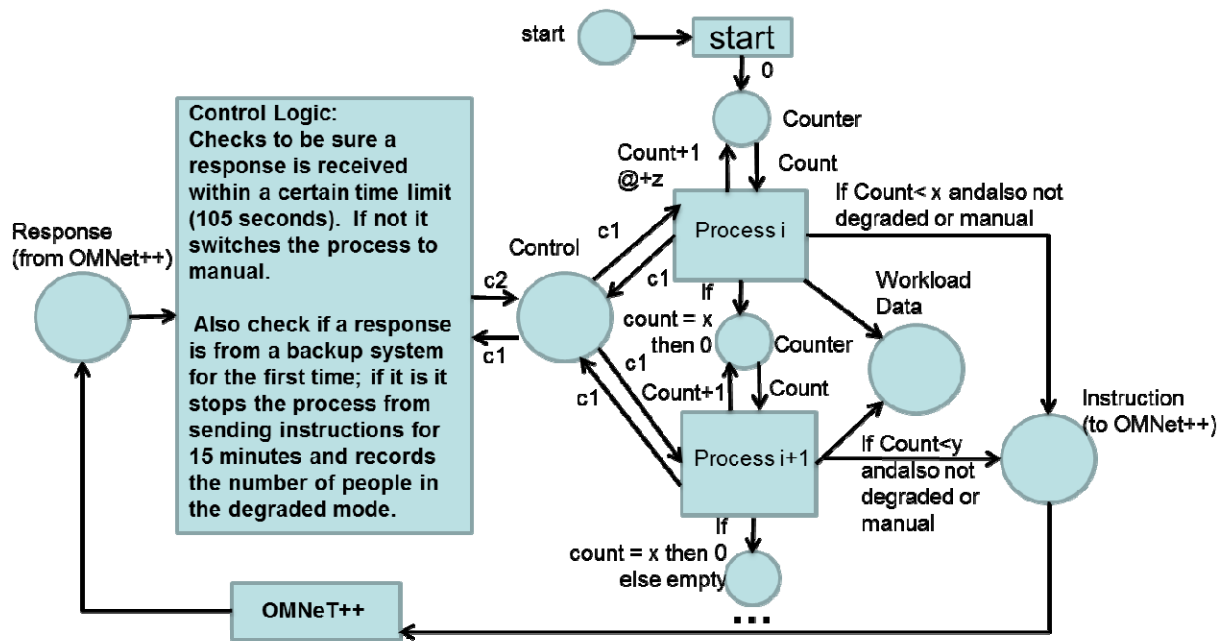 start
start
0
Counter
Count+1
@+z
Count
If Count< x andalso not
degraded or manual
Control Logic:
Checks to be sure a
response is received
within a certain time limit
(105 seconds).  If not it
switches the process to
manual.
Also check if a response
is from a backup system
for the first time; if it is it
stops the process from
sending instructions for
15 minutes and records
the number of people in
the degraded mode.
Response
(from OMNet++)
Control
c2
c1
c1
c1
c1
c1
Process i
If
count = x
then 0
Counter
Workload
Data
Count+1
Count
Process i+1
If Count<y
andalso not
degraded or
manual
Instruction
(to OMNet++)
If
count = x then 0
else empty
...
OMNeT++